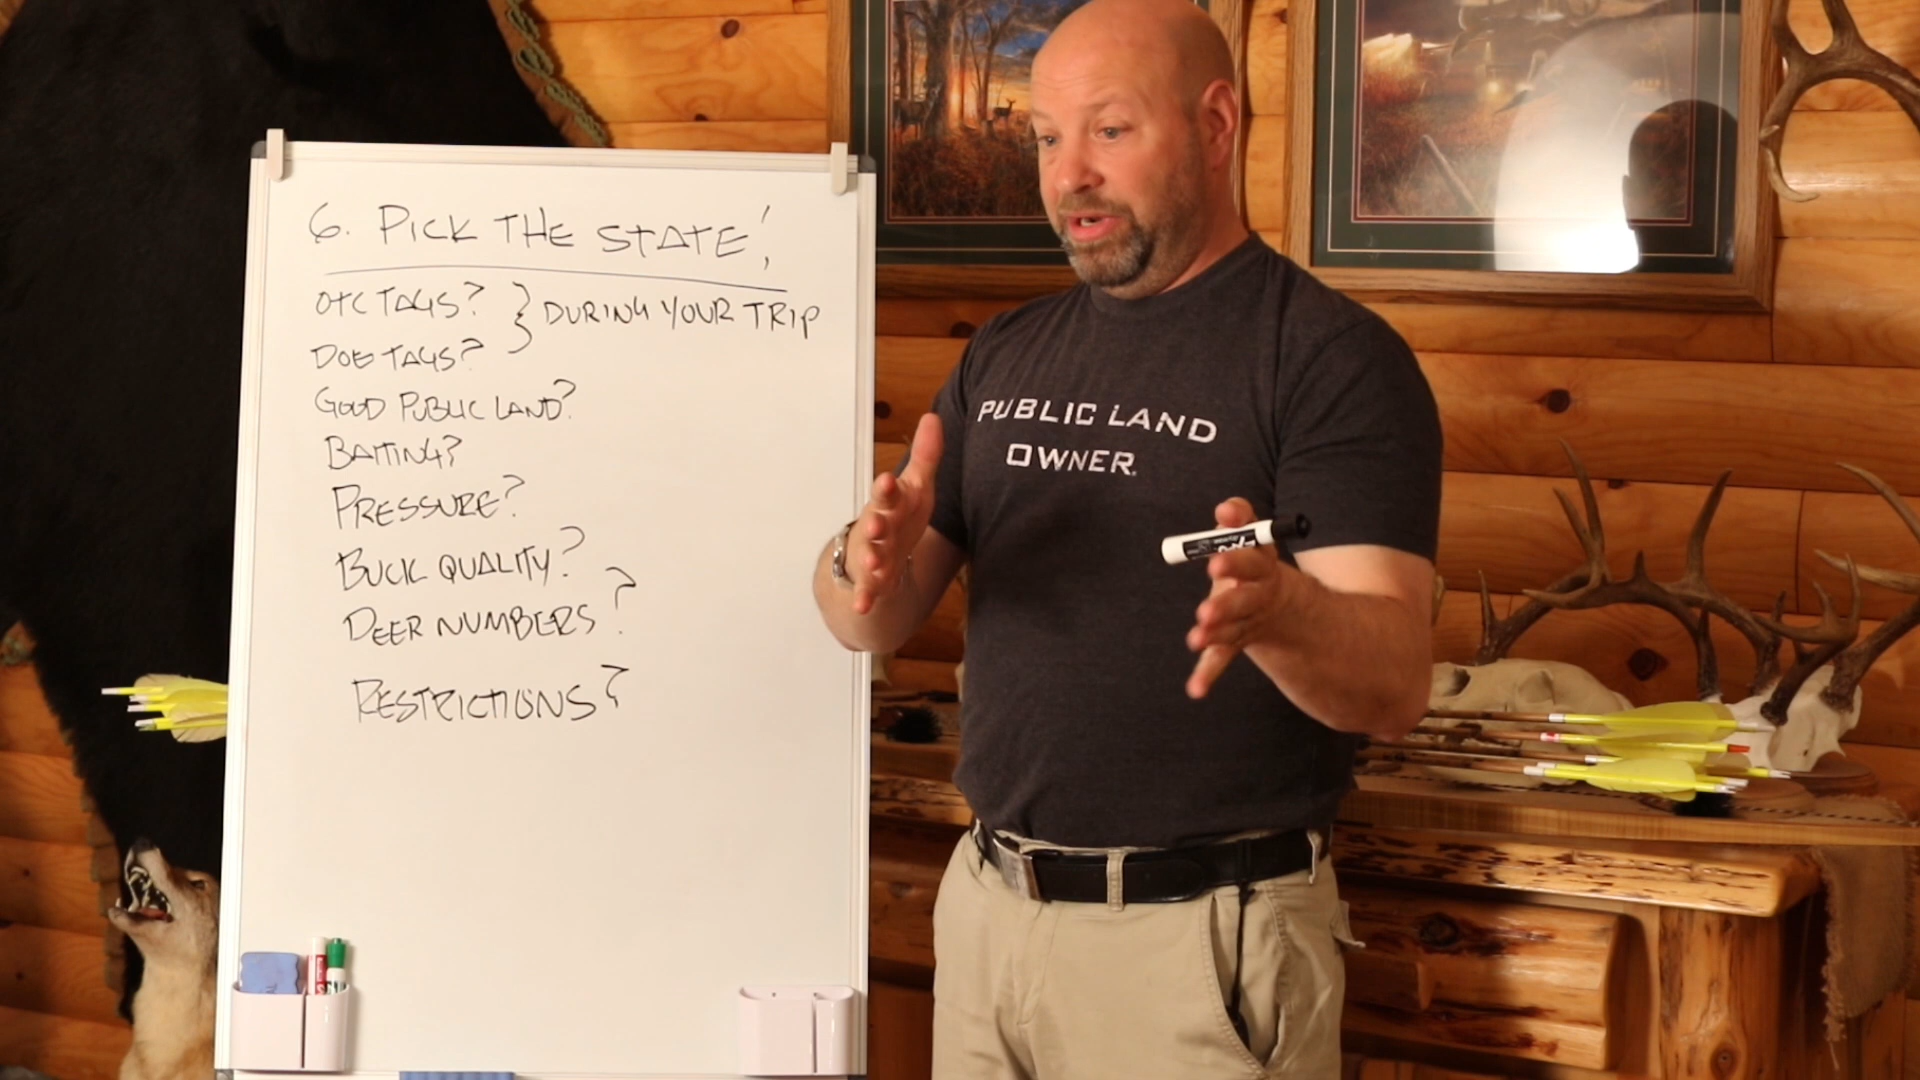 6. PICK THE STATE!
OTC TAGS? } DURING YOUR TRIP
DOE TAGS?
GOOD PUBLIC LAND?
BAITING?
PRESSURE?
BUCK QUALITY?
DEER NUMBERS?
RESTRICTIONS?
PUBLIC LAND
OWNER